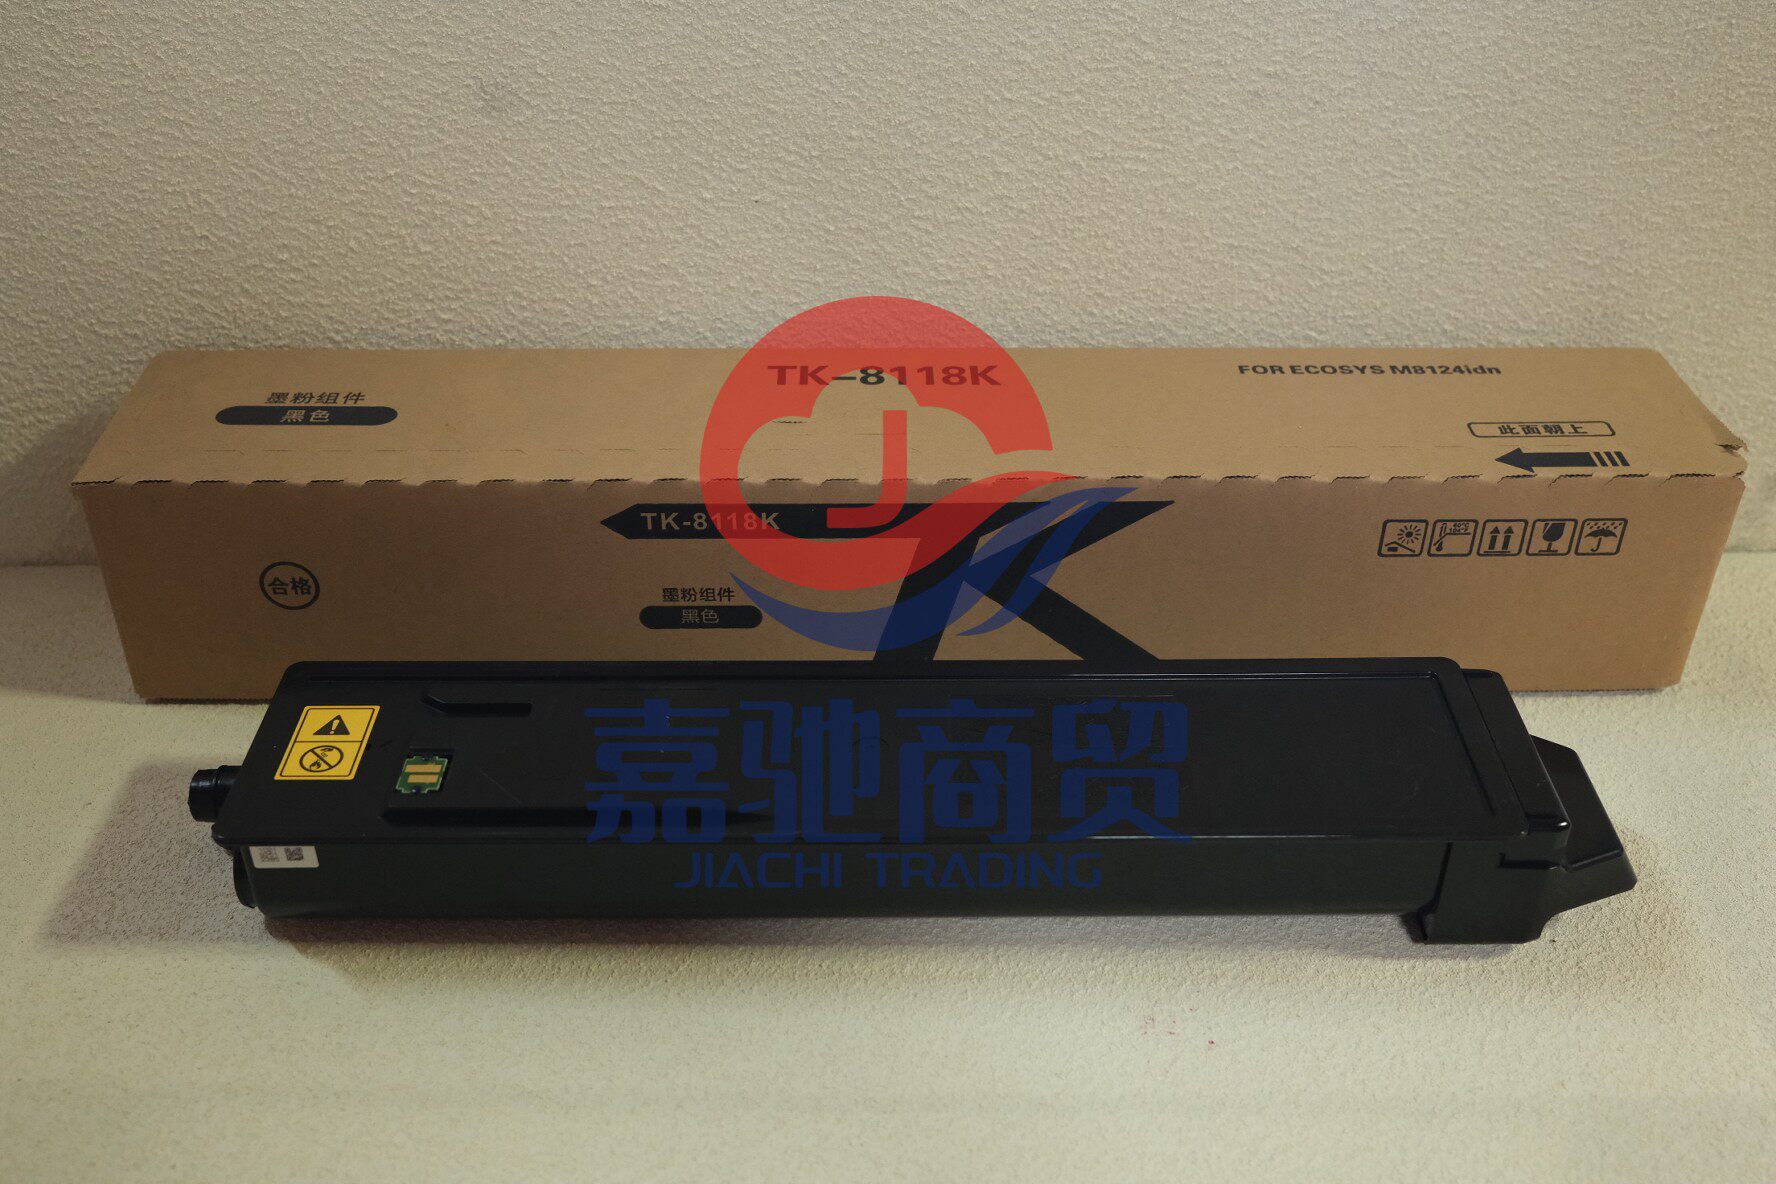 TK-8118K
FOR ECOSYS M8124idn
墨粉组件
黑色
此面朝上
TK-8118K
合格
墨粉组件
黑色
嘉驰商贸
JIACHI TRADING